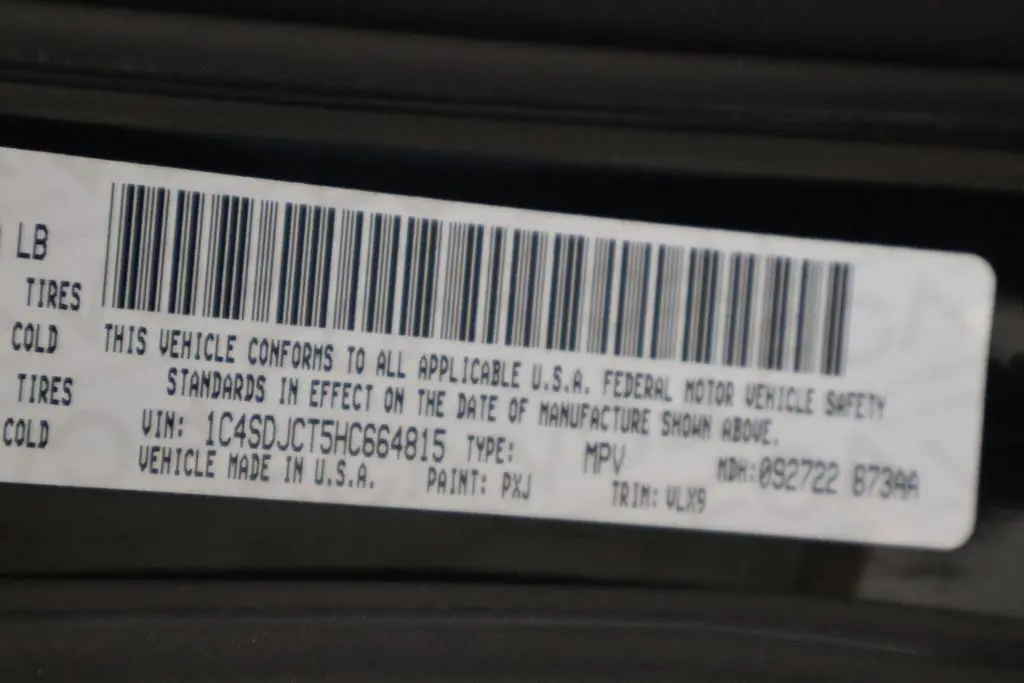 LB
TIRES
COLD
TIRES
COLD
THIS VEHICLE CONFORMS TO ALL APPLICABLE U.S.A. FEDERAL MOTOR VEHICLE SAFETY
STANDARDS IN EFFECT ON THE DATE OF MANUFACTURE SHOWN ABOVE.
VIN: 1C4SDJCT5HC664815 TYPE: MPV MDH:092722 873AA
VEHICLE MADE IN U.S.A. PAINT: PXJ TRIM: VLX9